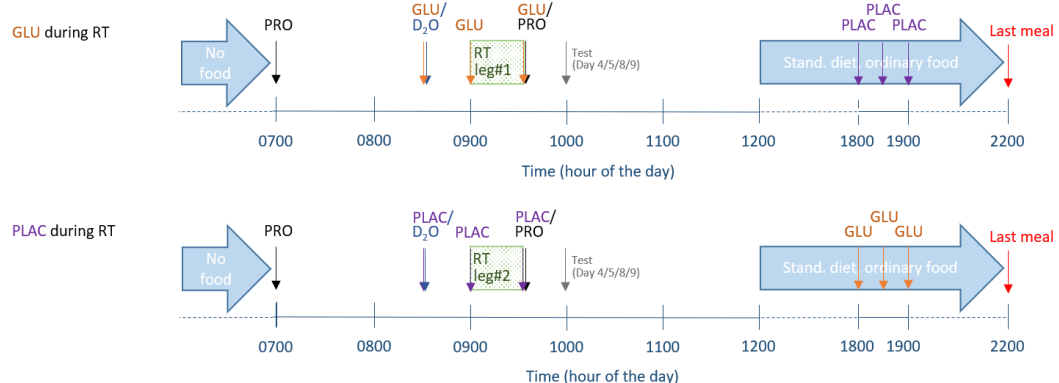 GLU during RT
No
food
PRO
GLU/
D₂O
GLU
GLU/
PRO
RT
leg#1
Test
(Day 4/5/8/9)
Stand. diet, ordinary food
PLAC
PLAC
PLAC
Last meal
0700
0800
0900
1000
1100
1200
1800
1900
2200
Time (hour of the day)
PLAC during RT
No
food
PRO
PLAC/
D₂O
PLAC
PLAC/
PRO
RT
leg#2
Test
(Day 4/5/8/9)
Stand. diet, ordinary food
GLU
GLU
GLU
Last meal
0700
0800
0900
1000
1100
1200
1800
1900
2200
Time (hour of the day)